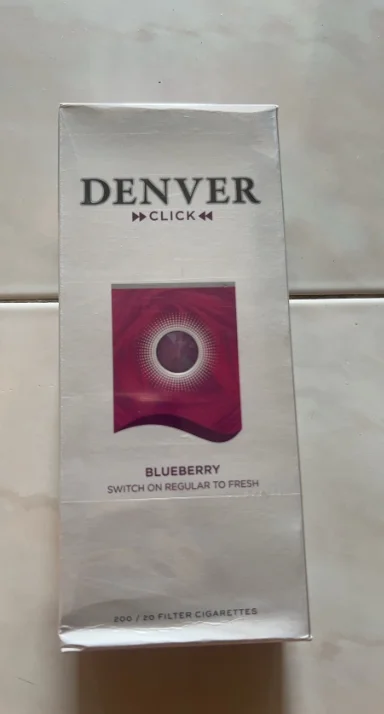 DENVER
CLICK
BLUEBERRY
SWITCH ON REGULAR TO FRESH
200 / 20 FILTER CIGARETTES